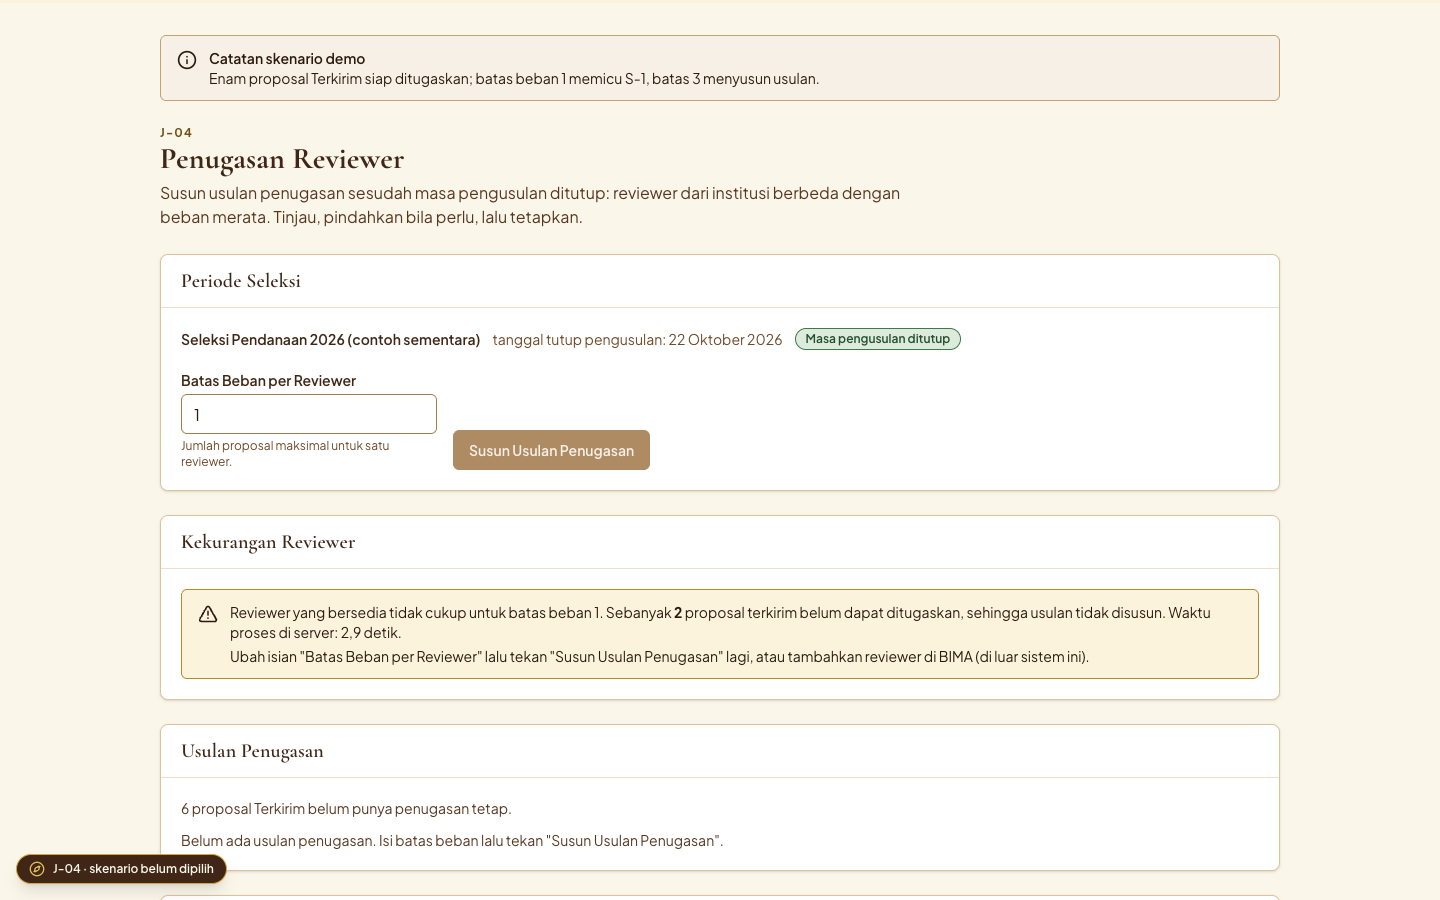 Catatan skenario demo
Enam proposal Terkirim siap ditugaskan; batas beban 1 memicu S-1, batas 3 menyusun usulan.
J-04
Penugasan Reviewer
Susun usulan penugasan sesudah masa pengusulan ditutup: reviewer dari institusi berbeda dengan
beban merata. Tinjau, pindahkan bila perlu, lalu tetapkan.
Periode Seleksi
Seleksi Pendanaan 2026 (contoh sementara) tanggal tutup pengusulan: 22 Oktober 2026 Masa pengusulan ditutup
Batas Beban per Reviewer
1
Jumlah proposal maksimal untuk satu
reviewer.
Susun Usulan Penugasan
Kekurangan Reviewer
Reviewer yang bersedia tidak cukup untuk batas beban 1. Sebanyak 2 proposal terkirim belum dapat ditugaskan, sehingga usulan tidak disusun. Waktu
proses di server: 2,9 detik.
Ubah isian "Batas Beban per Reviewer" lalu tekan "Susun Usulan Penugasan" lagi, atau tambahkan reviewer di BIMA (di luar sistem ini).
Usulan Penugasan
6 proposal Terkirim belum punya penugasan tetap.
Belum ada usulan penugasan. Isi batas beban lalu tekan "Susun Usulan Penugasan".
J-04 · skenario belum dipilih